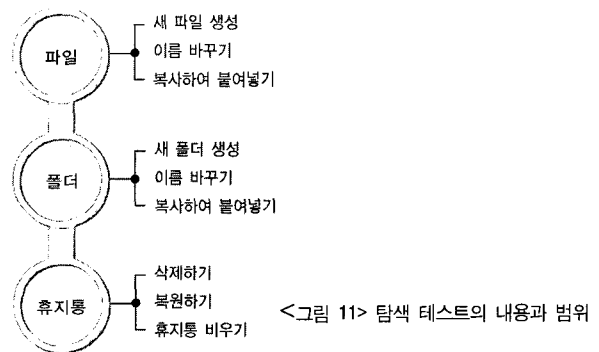 파일
새 파일 생성
이름 바꾸기
복사하여 붙여넣기
폴더
새 폴더 생성
이름 바꾸기
복사하여 붙여넣기
휴지통
삭제하기
복원하기
휴지통 비우기
<그림 11> 탐색 테스트의 내용과 범위